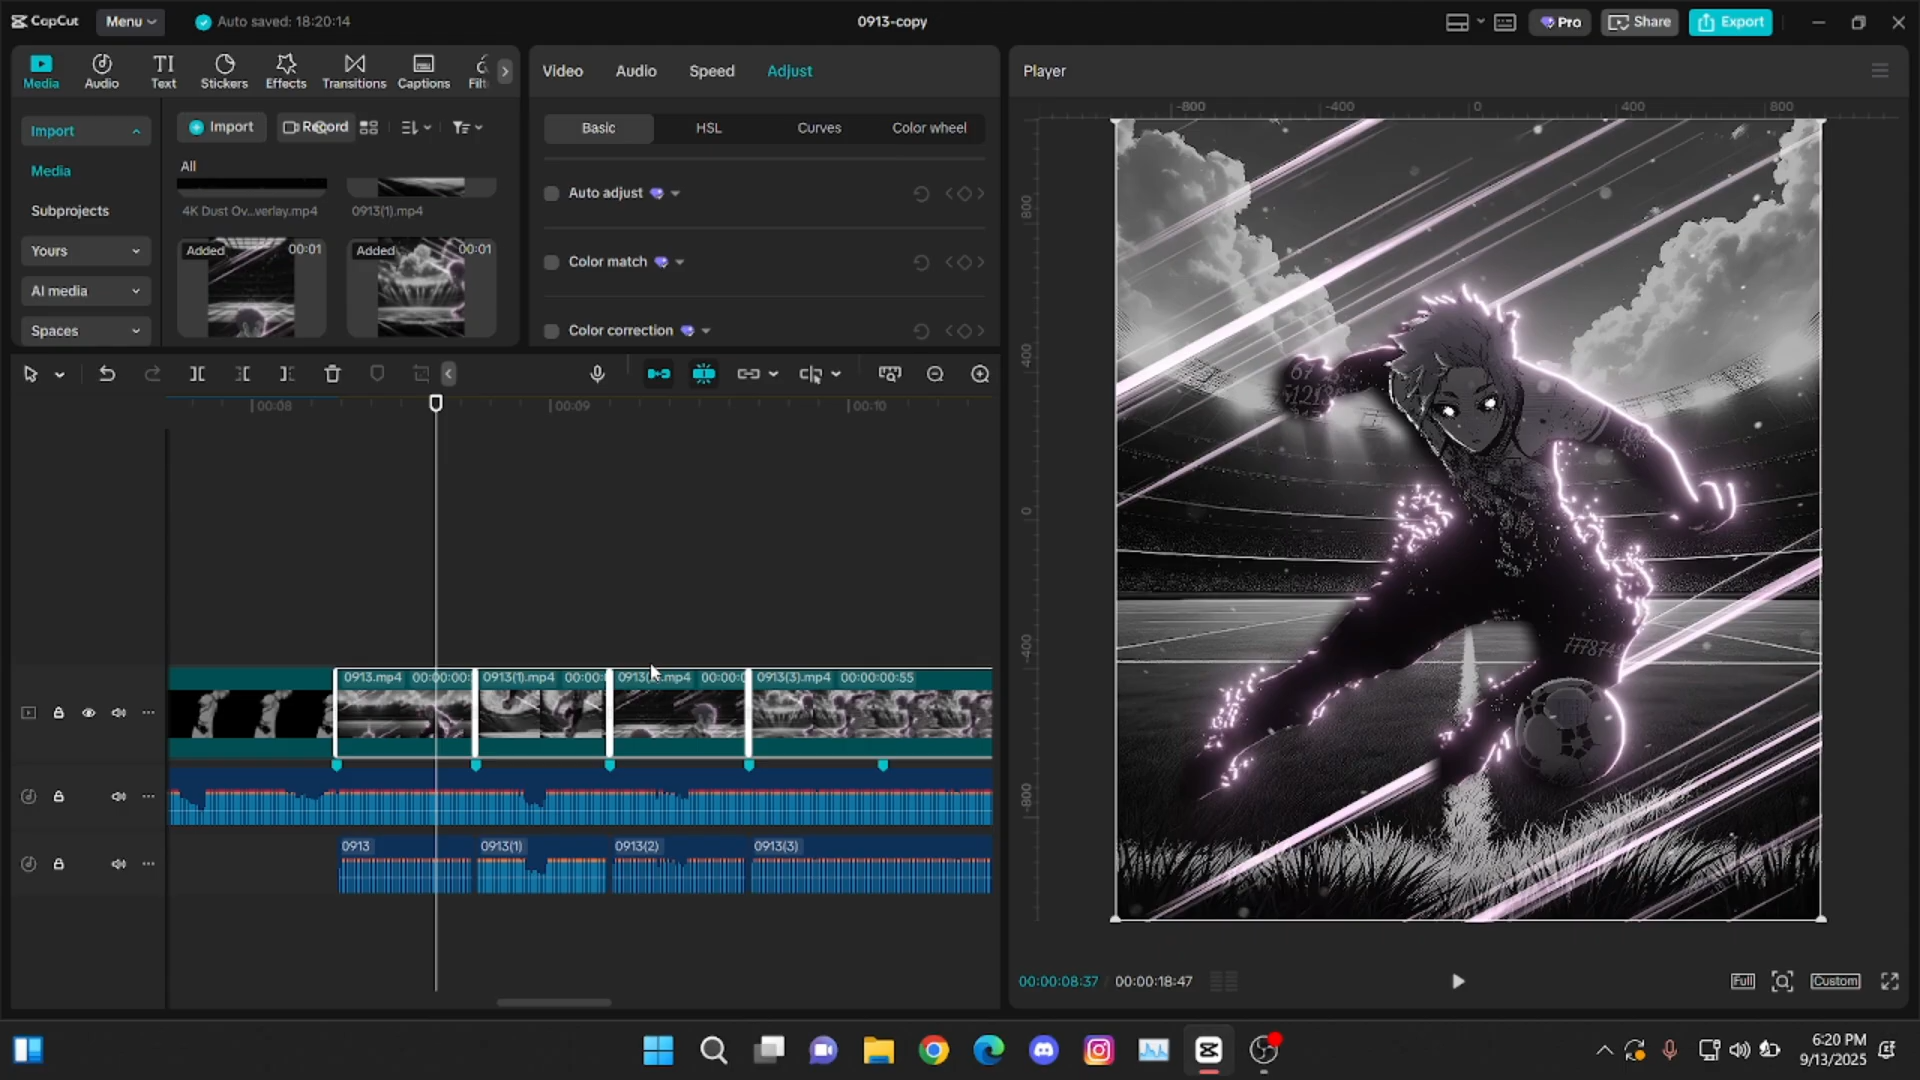 CapCut
Menu
Auto saved: 18:20:14
0913-copy
Pro
Share
Export
Media
Audio
Text
Stickers
Effects
Transitions
Captions
Video
Audio
Speed
Adjust
Player
Import
Media
Subprojects
Yours
AI media
Spaces
Import
Record
All
4K Dust Ov...verlay.mp4
0913(1).mp4
Added
00:01
Added
00:01
Basic
HSL
Curves
Color wheel
Auto adjust
Color match
Color correction
-800
-400
0
400
800
800
400
0
-400
-800
00:08
00:09
00:10
0913.mp4 00:00:00:
0913(1).mp4 00:00:
00:00:0
0913(3).mp4 00:00:00:55
0913
0913(1)
0913(2)
0913(3)
00:00:08:37
00:00:18:47
Full
Custom
6:20 PM
9/13/2025